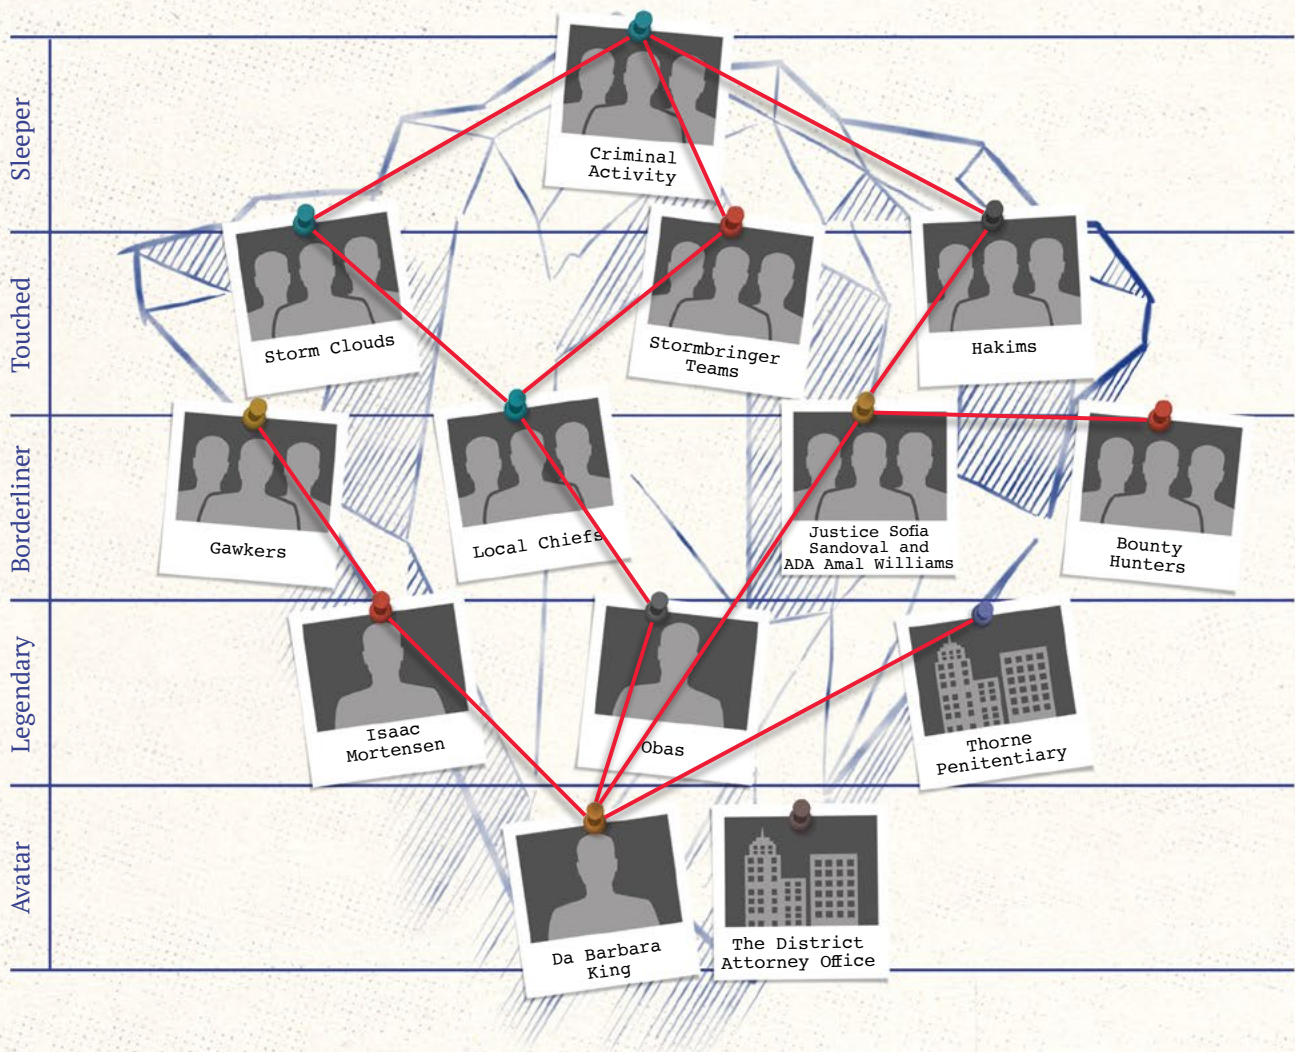 Sleeper
Criminal
Activity
Touched
Storm Clouds
Stormbringer
Teams
Hakims
Borderliner
Gawkers
Local Chiefs
Justice Sofia
Sandoval and
ADA Amal Williams
Bounty
Hunters
Legendary
Isaac
Mortensen
Obas
Thorne
Penitentiary
Avatar
Da Barbara
King
The District
Attorney Office